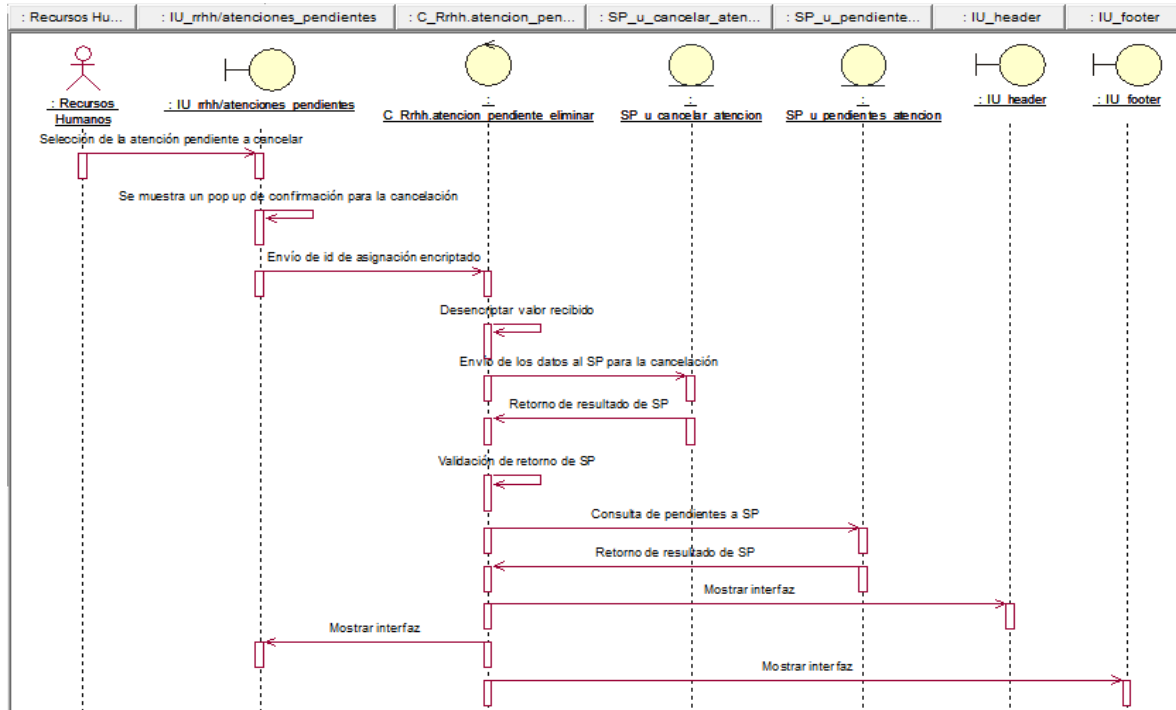 : Recursos Hu...
: IU_rrhh/atenciones_pendientes
: C_Rrhh.atencion_pen...
: SP_u_cancelar_aten...
: SP_u_pendiente...
: IU_header
: IU_footer
: Recursos
Humanos
: IU_rrhh/atenciones_pendientes
:
C_Rrhh.atencion_pendiente_eliminar
:
SP_u_cancelar_atencion
:
SP_u_pendientes_atencion
: IU_header
: IU_footer
Selección de la atención pendiente a cancelar
Se muestra un pop up de confirmación para la cancelación
Envío de id de asignación encriptado
Desencriptar valor recibido
Envío de los datos al SP para la cancelación
Retorno de resultado de SP
Validación de retorno de SP
Consulta de pendientes a SP
Retorno de resultado de SP
Mostrar interfaz
Mostrar interfaz
Mostrar interfaz